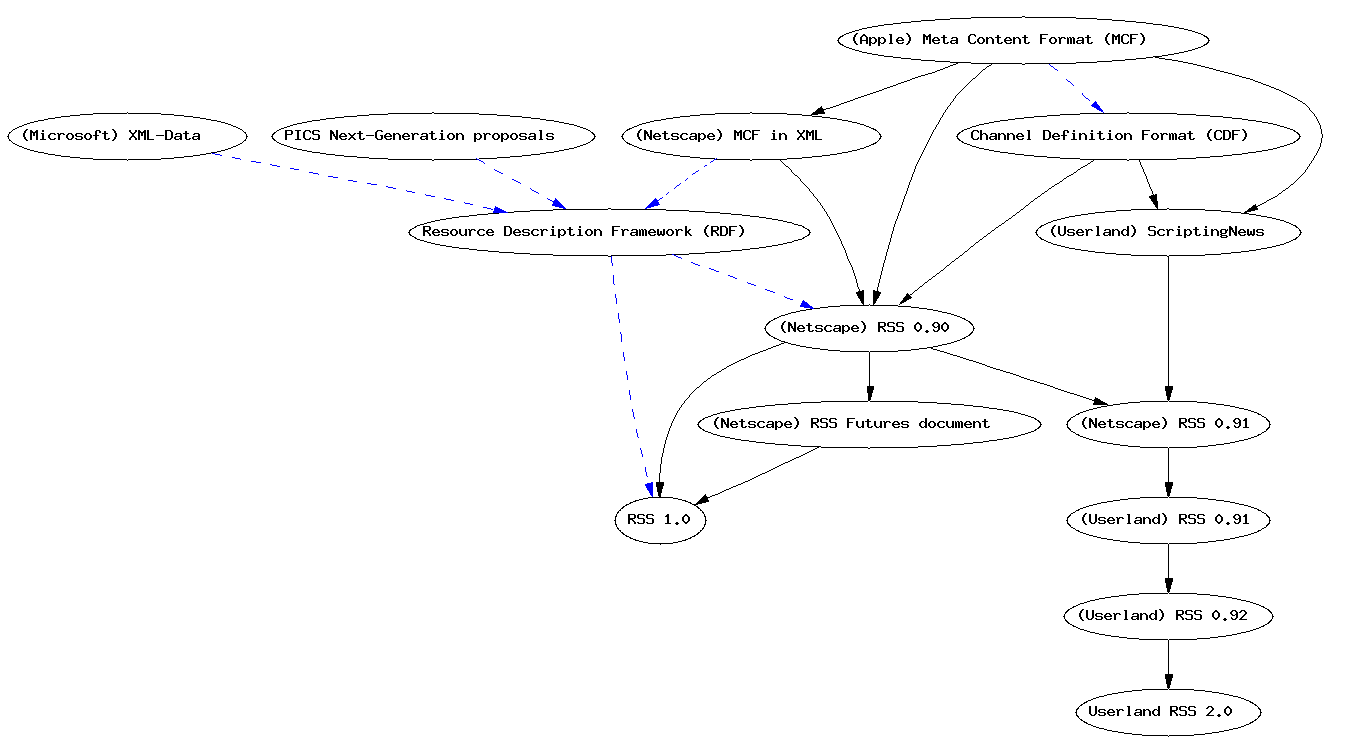 (Apple) Meta Content Format (MCF)
(Microsoft) XML-Data
PICS Next-Generation proposals
(Netscape) MCF in XML
Channel Definition Format (CDF)
Resource Description Framework (RDF)
(Userland) ScriptingNews
(Netscape) RSS 0.90
(Netscape) RSS Futures document
(Netscape) RSS 0.91
RSS 1.0
(Userland) RSS 0.91
(Userland) RSS 0.92
Userland RSS 2.0